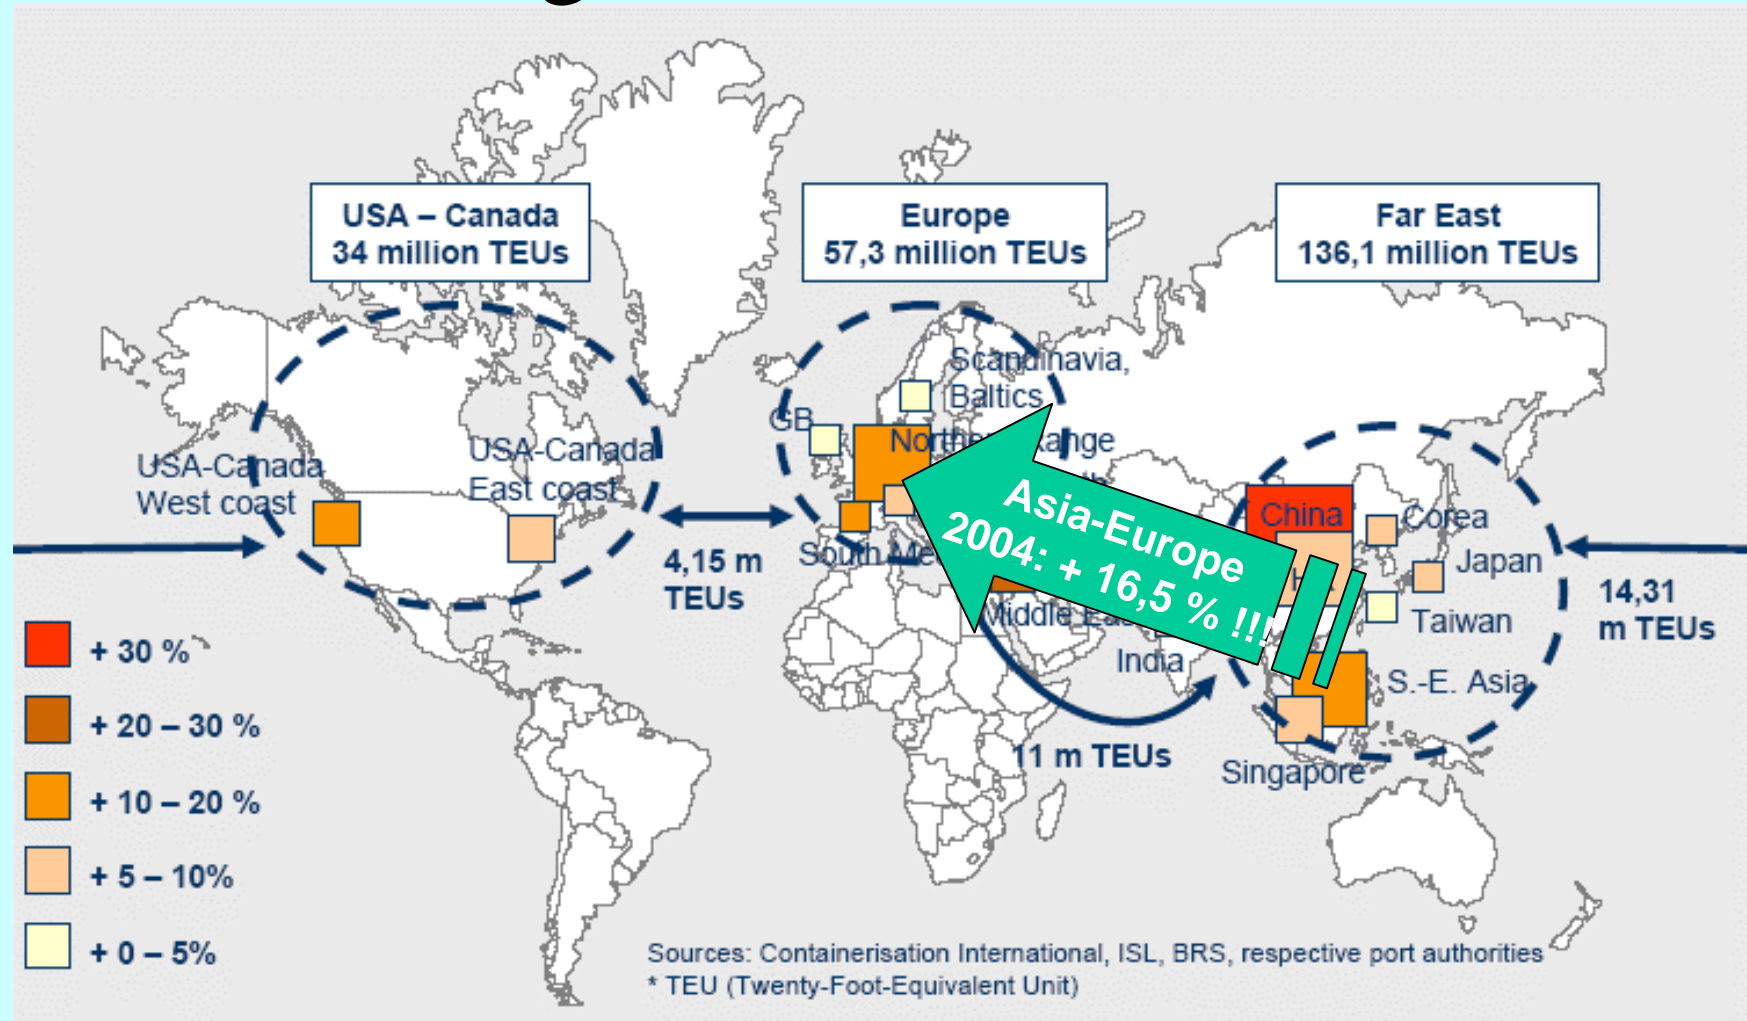 USA – Canada
34 million TEUs
Europe
57,3 million TEUs
Far East
136,1 million TEUs
Scandinavia,
Baltics
GB
USA-Canada
West coast
USA-Canada
East coast
China
Corea
Japan
Taiwan
India
S.-E. Asia
Singapore
Asia-Europe
2004: + 16,5 % !!!
4,15 m
TEUs
14,31
m TEUs
11 m TEUs
South
Middle
+ 30 %
+ 20 – 30 %
+ 10 – 20 %
+ 5 – 10%
+ 0 – 5%
Sources: Containerisation International, ISL, BRS, respective port authorities
* TEU (Twenty-Foot-Equivalent Unit)